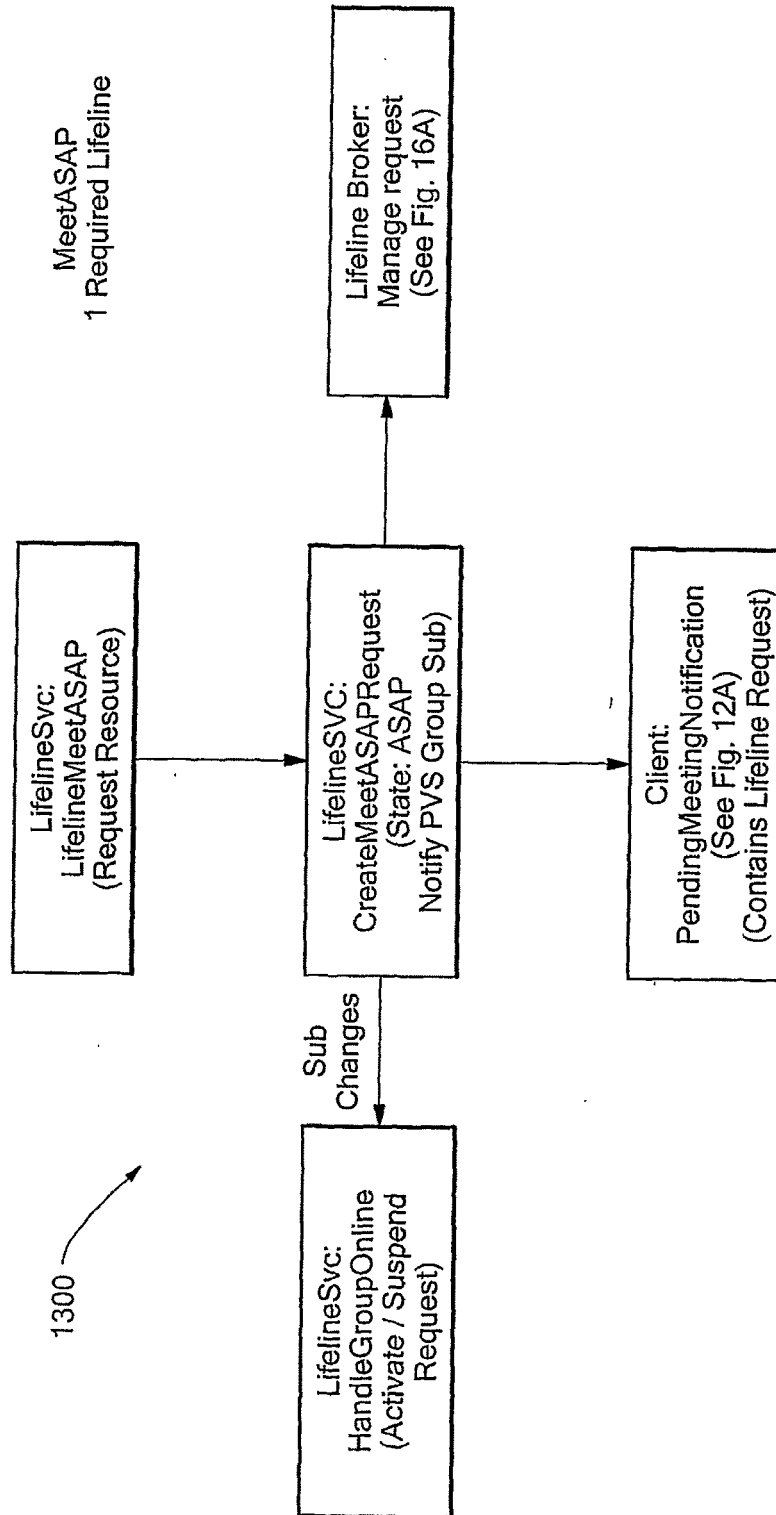 1300
MeetASAP
1 Required Lifeline
LifelineSvc:
LifelineMeetASAP
(Request Resource)
LifelineSvc:
HandleGroupOnline
(Activate / Suspend
Request)
Sub
Changes
LifelineSVC:
CreateMeetASAPRequest
(State: ASAP
Notify PVS Group Sub)
Lifeline Broker:
Manage request
(See Fig. 16A)
Client:
PendingMeetingNotification
(See Fig. 12A)
(Contains Lifeline Request)